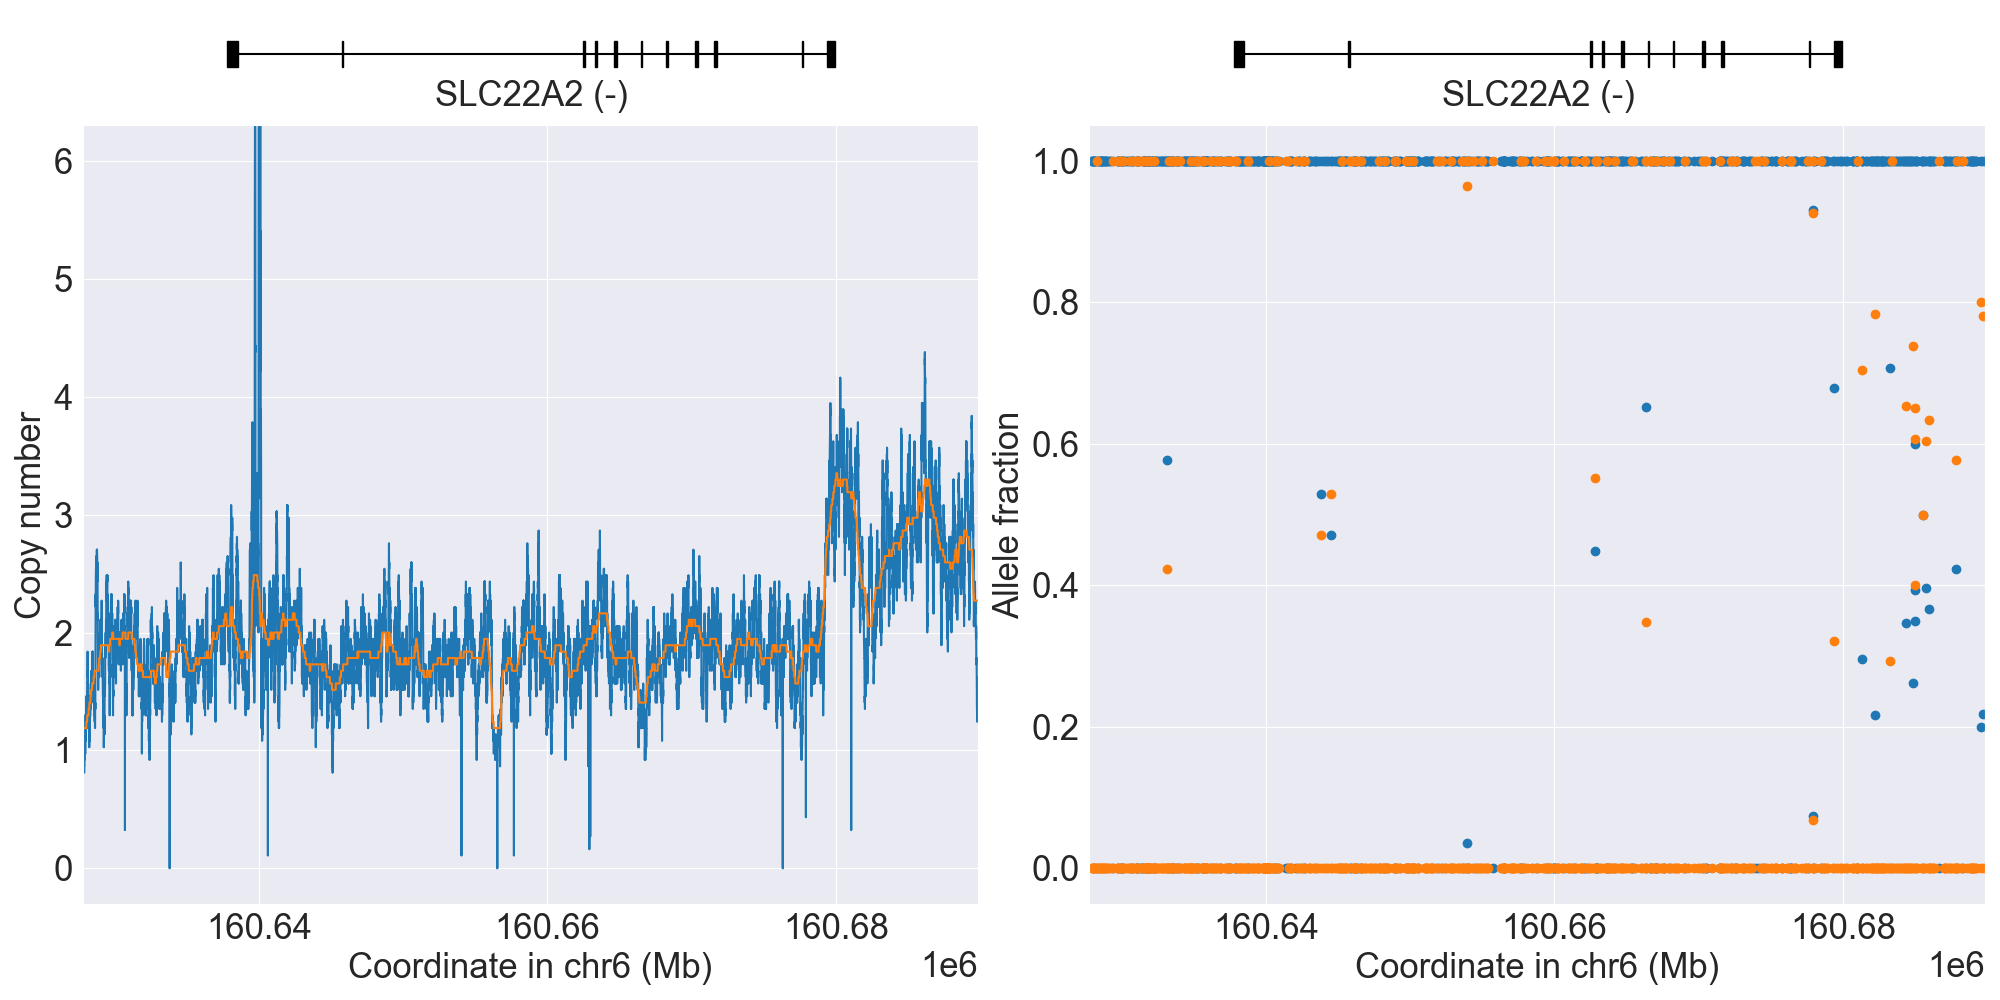 SLC22A2 (-)
6
5
4
3
2
1
0
Copy number
160.64
160.66
160.68
Coordinate in chr6 (Mb)
1e6
SLC22A2 (-)
1.0
0.8
0.6
0.4
0.2
0.0
Allele fraction
160.64
160.66
160.68
Coordinate in chr6 (Mb)
1e6